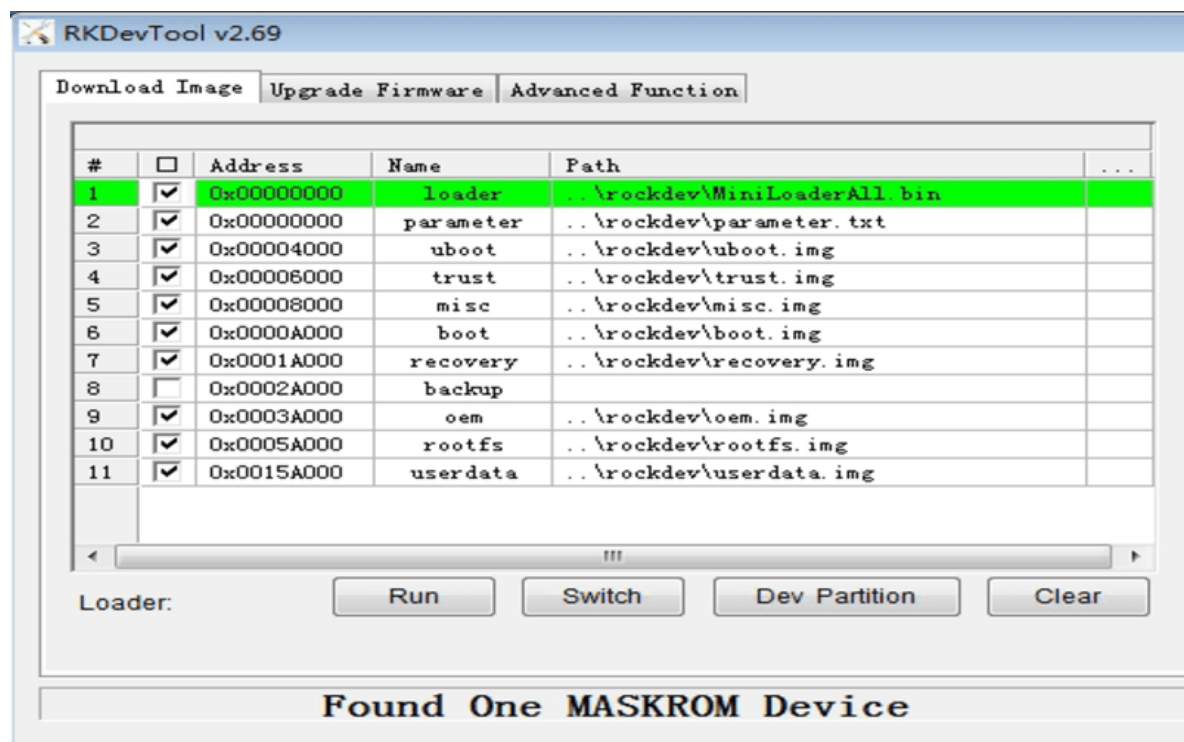 RKDevTool v2.69
Download Image Upgrade Firmware Advanced Function
# Address Name Path ...
1 0x00000000 loader ..\rockdev\MiniLoaderAll.bin
2 0x00000000 parameter ..\rockdev\parameter.txt
3 0x00004000 uboot ..\rockdev\uboot.img
4 0x00006000 trust ..\rockdev\trust.img
5 0x00008000 misc ..\rockdev\misc.img
6 0x0000A000 boot ..\rockdev\boot.img
7 0x0001A000 recovery ..\rockdev\recovery.img
8 0x0002A000 backup
9 0x0003A000 oem ..\rockdev\oem.img
10 0x0005A000 rootfs ..\rockdev\rootfs.img
11 0x0015A000 userdata ..\rockdev\userdata.img
Loader: Run Switch Dev Partition Clear
Found One MASKROM Device